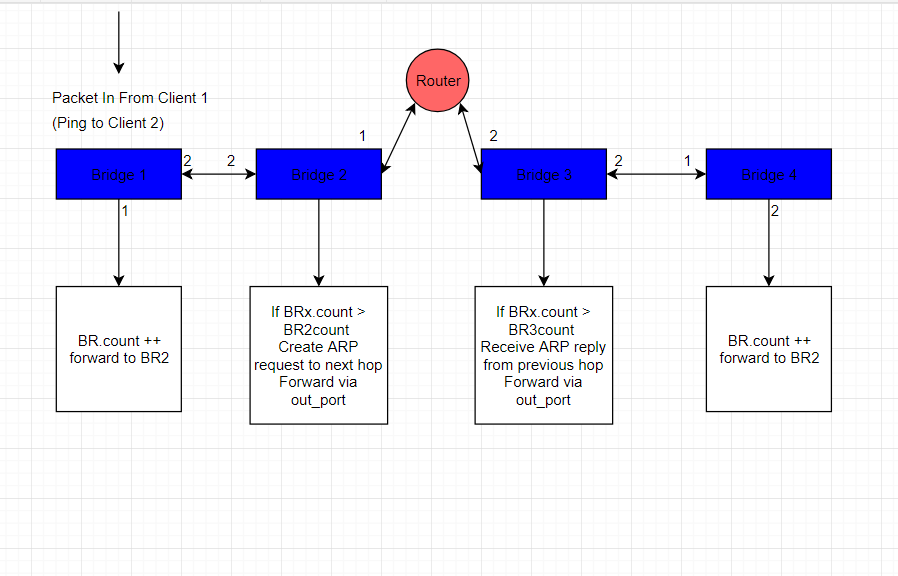 Packet In From Client 1
(Ping to Client 2)
Router
1
2
Bridge 1
2
2
Bridge 2
Bridge 3
2
1
Bridge 4
1
2
BR.count ++
forward to BR2
If BRx.count >
BR2count
Create ARP
request to next hop
Forward via
out_port
If BRx.count >
BR3count
Receive ARP reply
from previous hop
Forward via
out_port
BR.count ++
forward to BR2